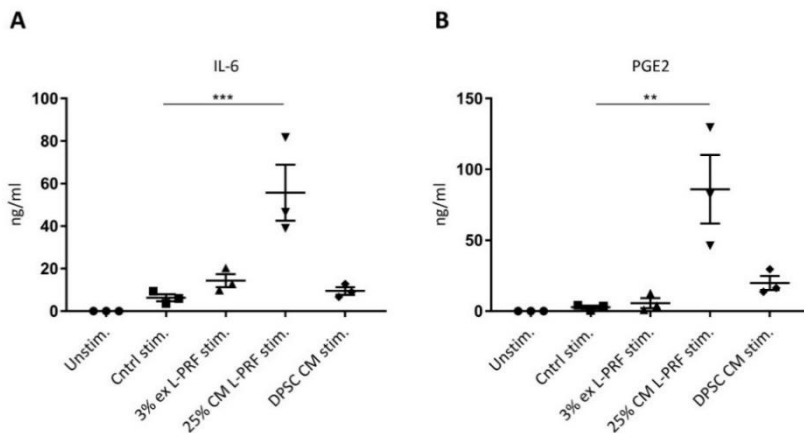 A
IL-6
***
ng/ml
100
80
60
40
20
0
Unstim.
Cntrl stim.
3% ex L-PRF stim.
25% CM L-PRF stim.
DPSC CM stim.
B
PGE2
**
ng/ml
150
100
50
0
Unstim.
Cntrl stim.
3% ex L-PRF stim.
25% CM L-PRF stim.
DPSC CM stim.